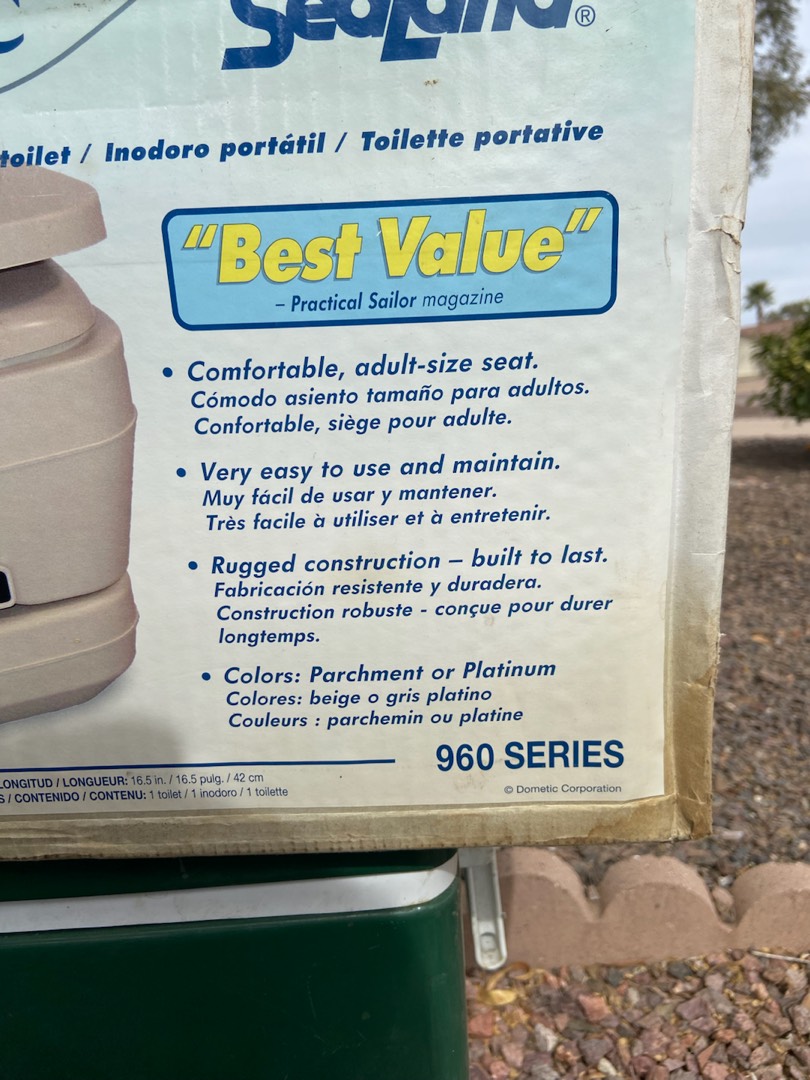 SeaLand®
toilet / Inodoro portátil / Toilette portative
"Best Value"
– Practical Sailor magazine
• Comfortable, adult-size seat.
Cómodo asiento tamaño para adultos.
Confortable, siège pour adulte.
• Very easy to use and maintain.
Muy fácil de usar y mantener.
Très facile à utiliser et à entretenir.
• Rugged construction – built to last.
Fabricación resistente y duradera.
Construction robuste - conçue pour durer
longtemps.
• Colors: Parchment or Platinum
Colores: beige o gris platino
Couleurs : parchemin ou platine
960 SERIES
LONGITUD / LONGUEUR: 16.5 in. / 16.5 pulg. / 42 cm
S / CONTENIDO / CONTENU: 1 toilet / 1 inodoro / 1 toilette
© Dometic Corporation